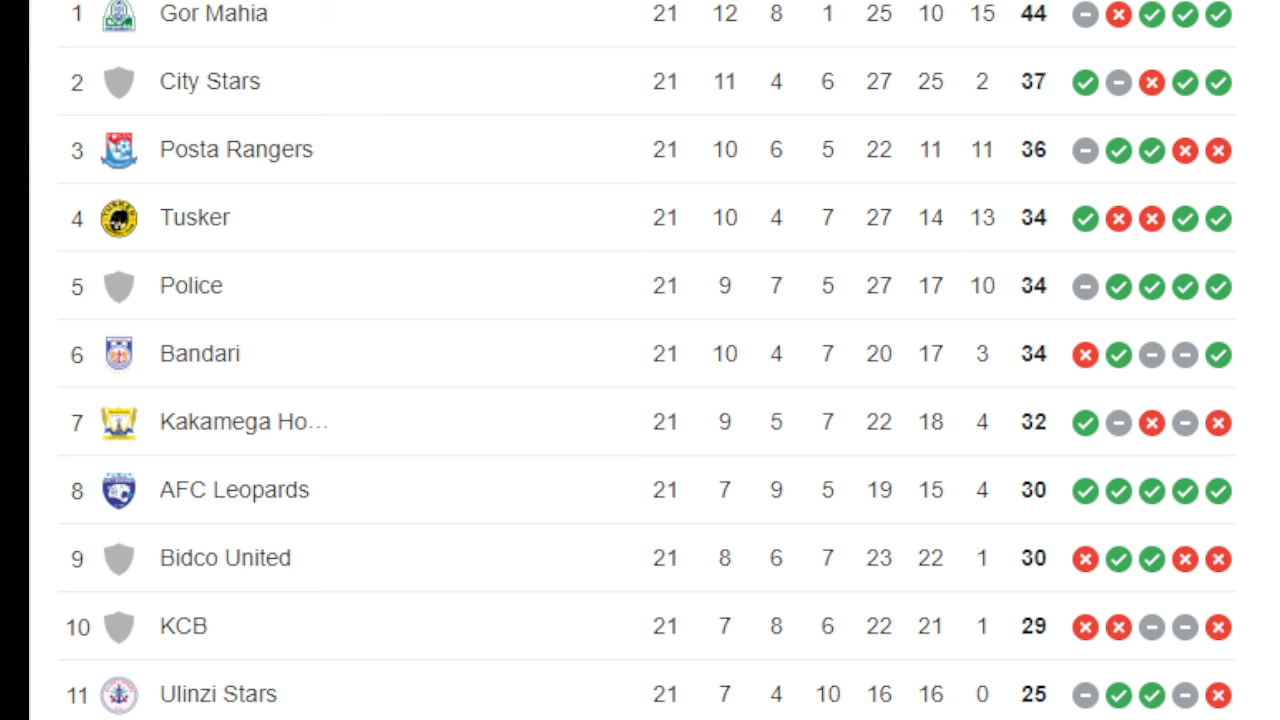 1 Gor Mahia 21 12 8 1 25 10 15 44
2 City Stars 21 11 4 6 27 25 2 37
3 Posta Rangers 21 10 6 5 22 11 11 36
4 Tusker 21 10 4 7 27 14 13 34
5 Police 21 9 7 5 27 17 10 34
6 Bandari 21 10 4 7 20 17 3 34
7 Kakamega Ho... 21 9 5 7 22 18 4 32
8 AFC Leopards 21 7 9 5 19 15 4 30
9 Bidco United 21 8 6 7 23 22 1 30
10 KCB 21 7 8 6 22 21 1 29
11 Ulinzi Stars 21 7 4 10 16 16 0 25